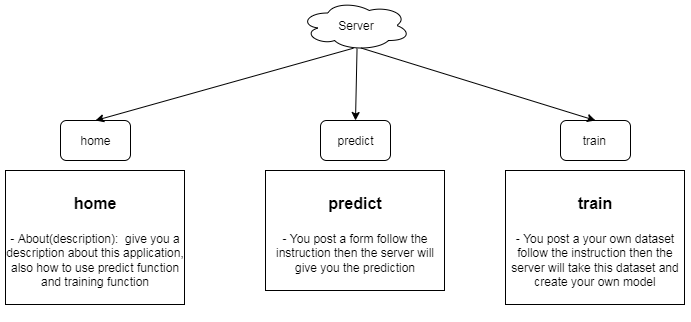 Server
home
predict
train
home
- About(description):  give you a
description about this application,
also how to use predict function
and training function
predict
- You post a form follow the
instruction then the server will
give you the prediction
train
- You post a your own dataset
follow the instruction then the
server will take this dataset and
create your own model